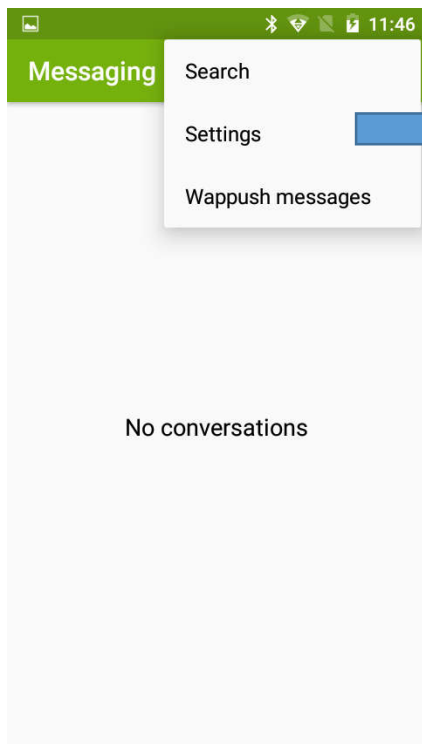 11:46
Messaging
Search
Settings
Wappush messages
No conversations